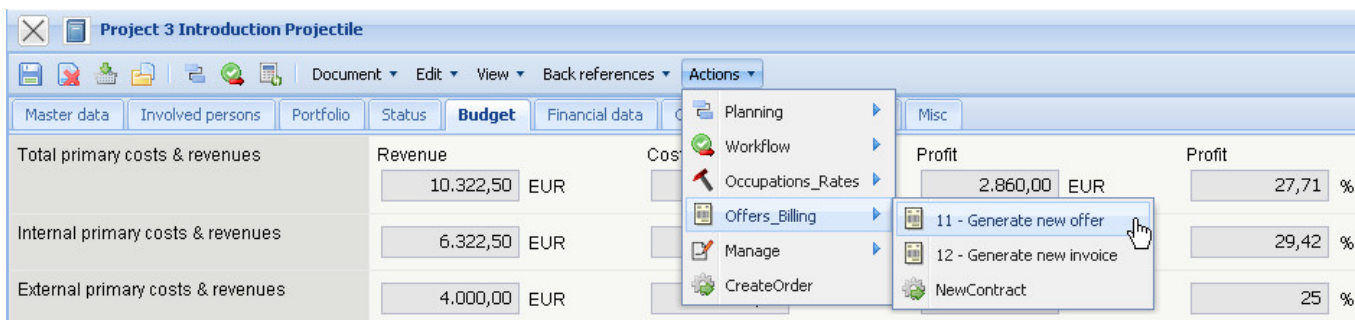 Project 3 Introduction Projectile
Document Edit View Back references Actions
Master data Involved persons Portfolio Status Budget Financial data Misc
Planning
Workflow
Occupations_Rates
Offers_Billing
Manage
CreateOrder
11 - Generate new offer
12 - Generate new invoice
NewContract
Total primary costs & revenues Revenue Profit Profit
10.322,50 EUR 2.860,00 EUR 27,71 %
Internal primary costs & revenues
6.322,50 EUR 29,42 %
External primary costs & revenues
4.000,00 EUR 25 %